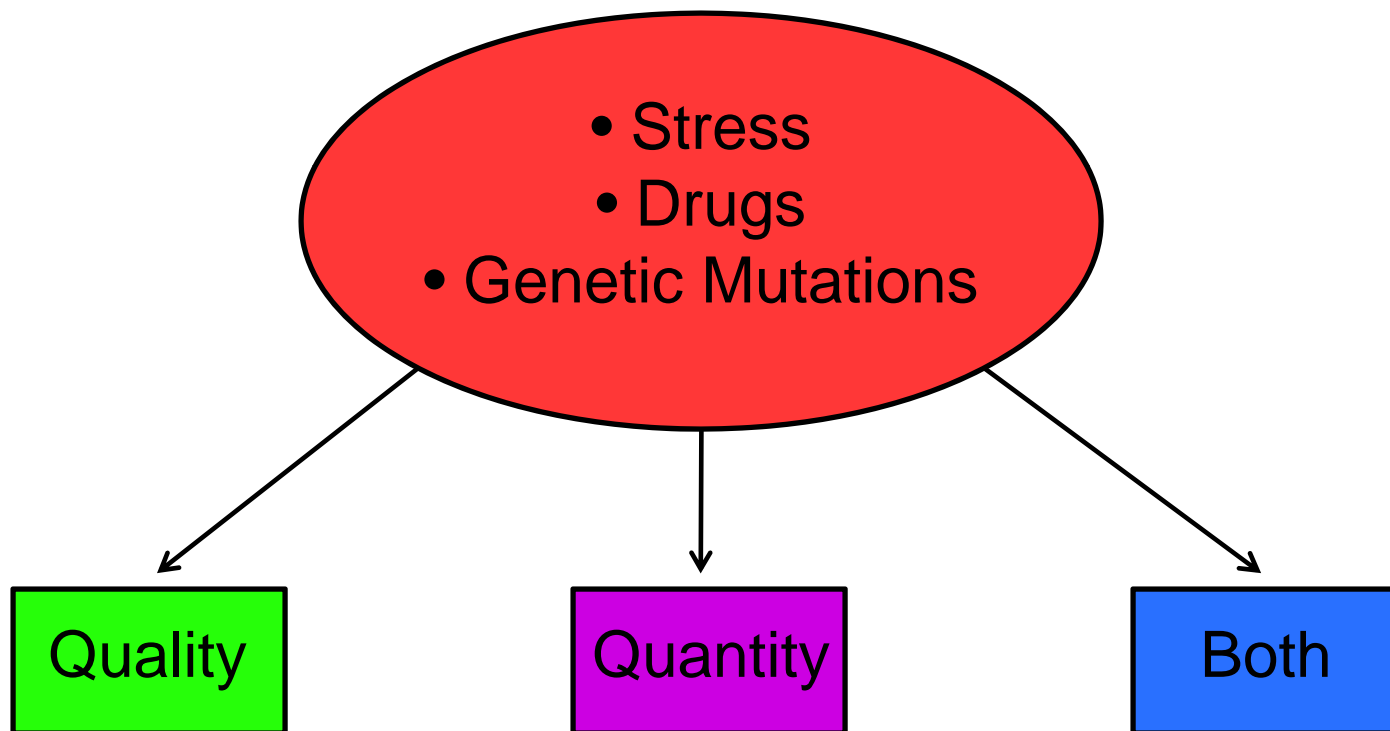 • Stress
• Drugs
• Genetic Mutations
Quality
Quantity
Both